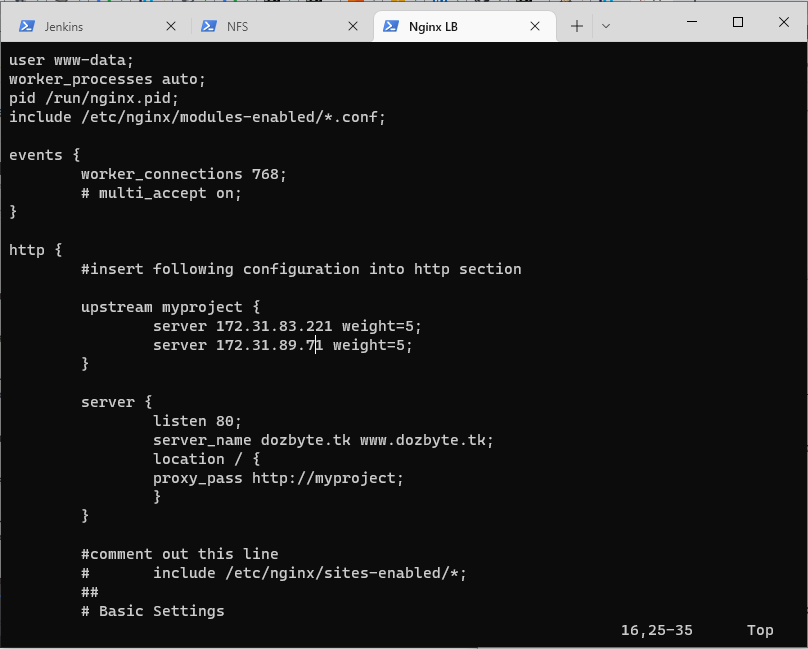 Jenkins
NFS
Nginx LB
user www-data;
worker_processes auto;
pid /run/nginx.pid;
include /etc/nginx/modules-enabled/*.conf;

events {
        worker_connections 768;
        # multi_accept on;
}

http {
        #insert following configuration into http section

        upstream myproject {
                server 172.31.83.221 weight=5;
                server 172.31.89.71 weight=5;
        }

        server {
                listen 80;
                server_name dozbyte.tk www.dozbyte.tk;
                location / {
                proxy_pass http://myproject;
                }
        }

        #comment out this line
        #       include /etc/nginx/sites-enabled/*;
        ##
        # Basic Settings
16,25-35      Top